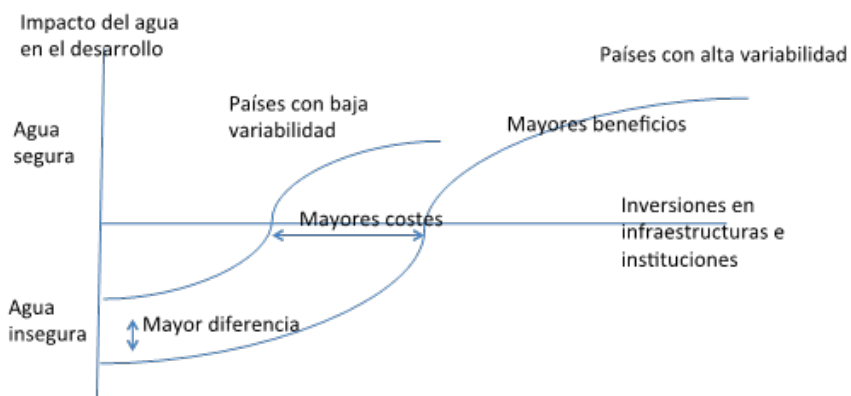 Impacto del agua
en el desarrollo
Países con alta variabilidad
Países con baja
variabilidad
Mayores beneficios
Agua
segura
Mayores costes
Inversiones en
infraestructuras e
instituciones
Agua
insegura
Mayor diferencia